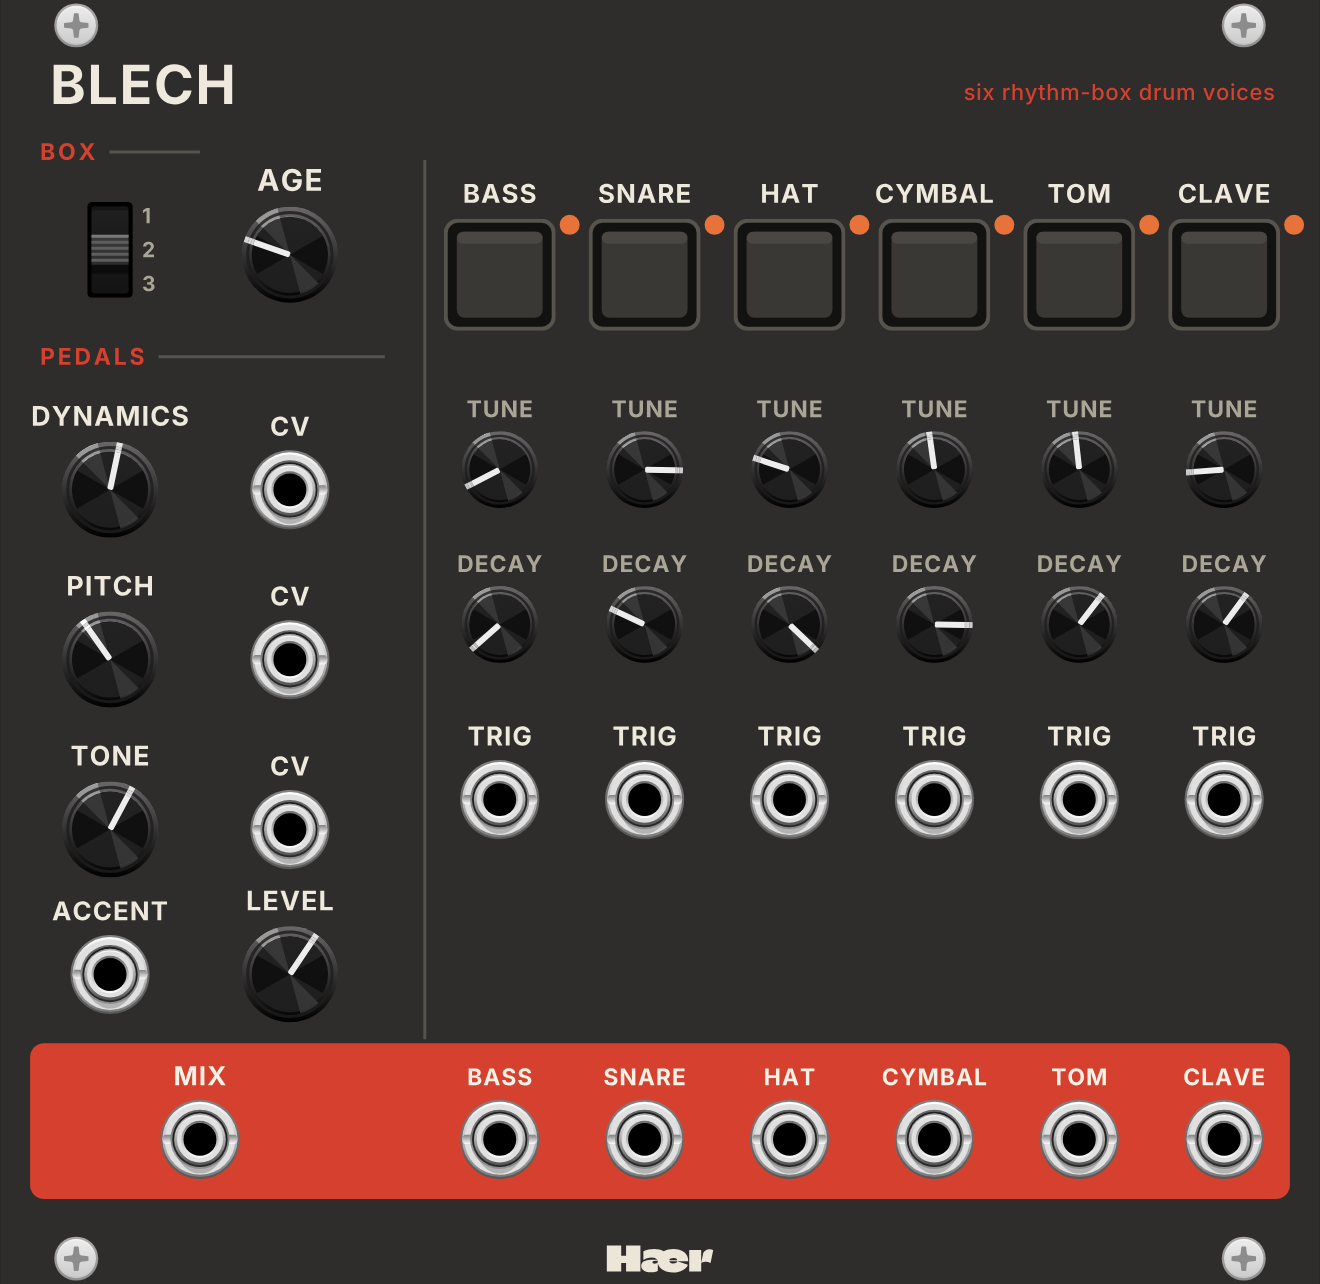 BLECH
six rhythm-box drum voices
BOX
AGE
1
2
3
BASS SNARE HAT CYMBAL TOM CLAVE
PEDALS
DYNAMICS CV
TUNE TUNE TUNE TUNE TUNE TUNE
DECAY DECAY DECAY DECAY DECAY DECAY
PITCH CV
TRIG TRIG TRIG TRIG TRIG TRIG
TONE CV
ACCENT LEVEL
MIX BASS SNARE HAT CYMBAL TOM CLAVE
Hær